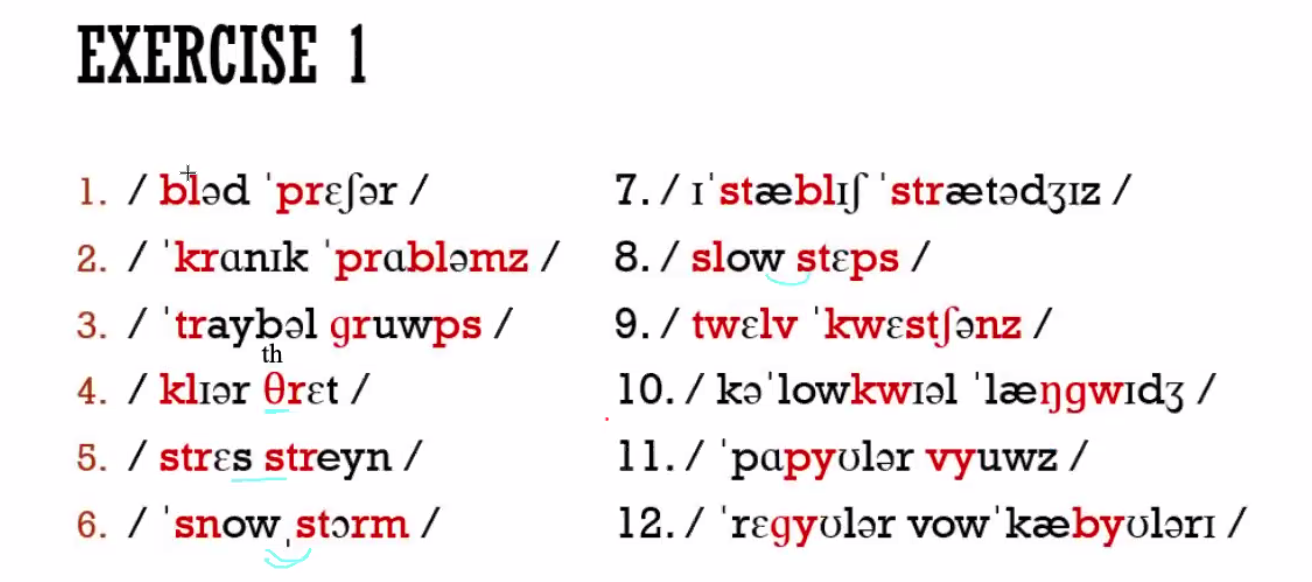 EXERCISE 1
1. / bləd ˈprɛʃər /
2. / ˈkrɑnɪk ˈprɑbləmz /
3. / ˈtraybəl gruwps /
th
4. / klɪər θrɛt /
5. / strɛs streyn /
6. / ˈsnowˌstɔrm /
7. / ɪˈstæblɪʃ ˈstrætədʒɪz /
8. / slow stɛps /
9. / twɛlv ˈkwɛstʃənz /
10. / kəˈlowkwɪəl ˈlæŋgwɪdʒ /
11. / ˈpɑpyʊlər vyuwz /
12. / ˈrɛgyʊlər vowˈkæbyʊlərɪ /